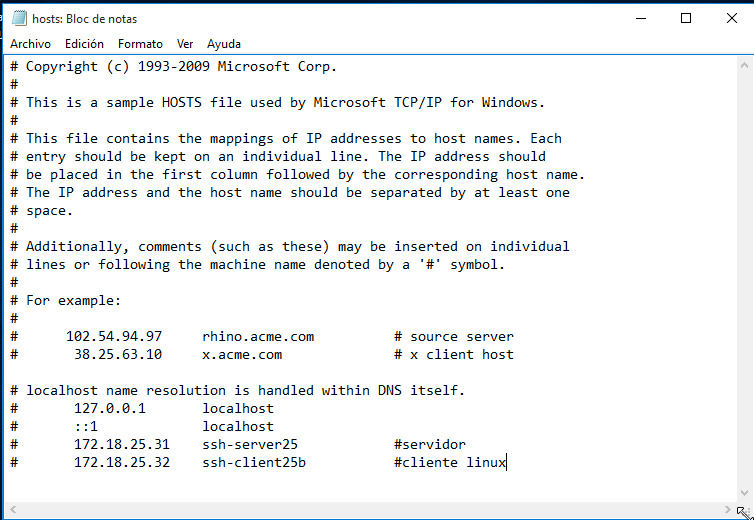 hosts: Bloc de notas
Archivo Edición Formato Ver Ayuda
# Copyright (c) 1993-2009 Microsoft Corp.
#
# This is a sample HOSTS file used by Microsoft TCP/IP for Windows.
#
# This file contains the mappings of IP addresses to host names. Each
# entry should be kept on an individual line. The IP address should
# be placed in the first column followed by the corresponding host name.
# The IP address and the host name should be separated by at least one
# space.
#
# Additionally, comments (such as these) may be inserted on individual
# lines or following the machine name denoted by a '#' symbol.
#
# For example:
#
#      102.54.94.97     rhino.acme.com          # source server
#       38.25.63.10     x.acme.com              # x client host

# localhost name resolution is handled within DNS itself.
#       127.0.0.1       localhost
#       ::1             localhost
#       172.18.25.31    ssh-server25            #servidor
#       172.18.25.32    ssh-client25b           #cliente linux